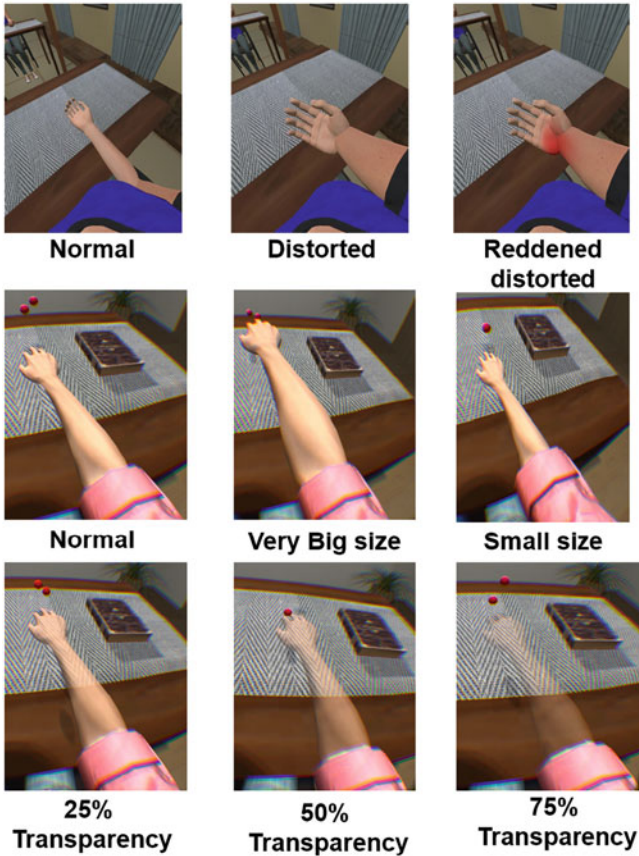 Normal
Distorted
Reddened
distorted
Normal
Very Big size
Small size
25%
Transparency
50%
Transparency
75%
Transparency